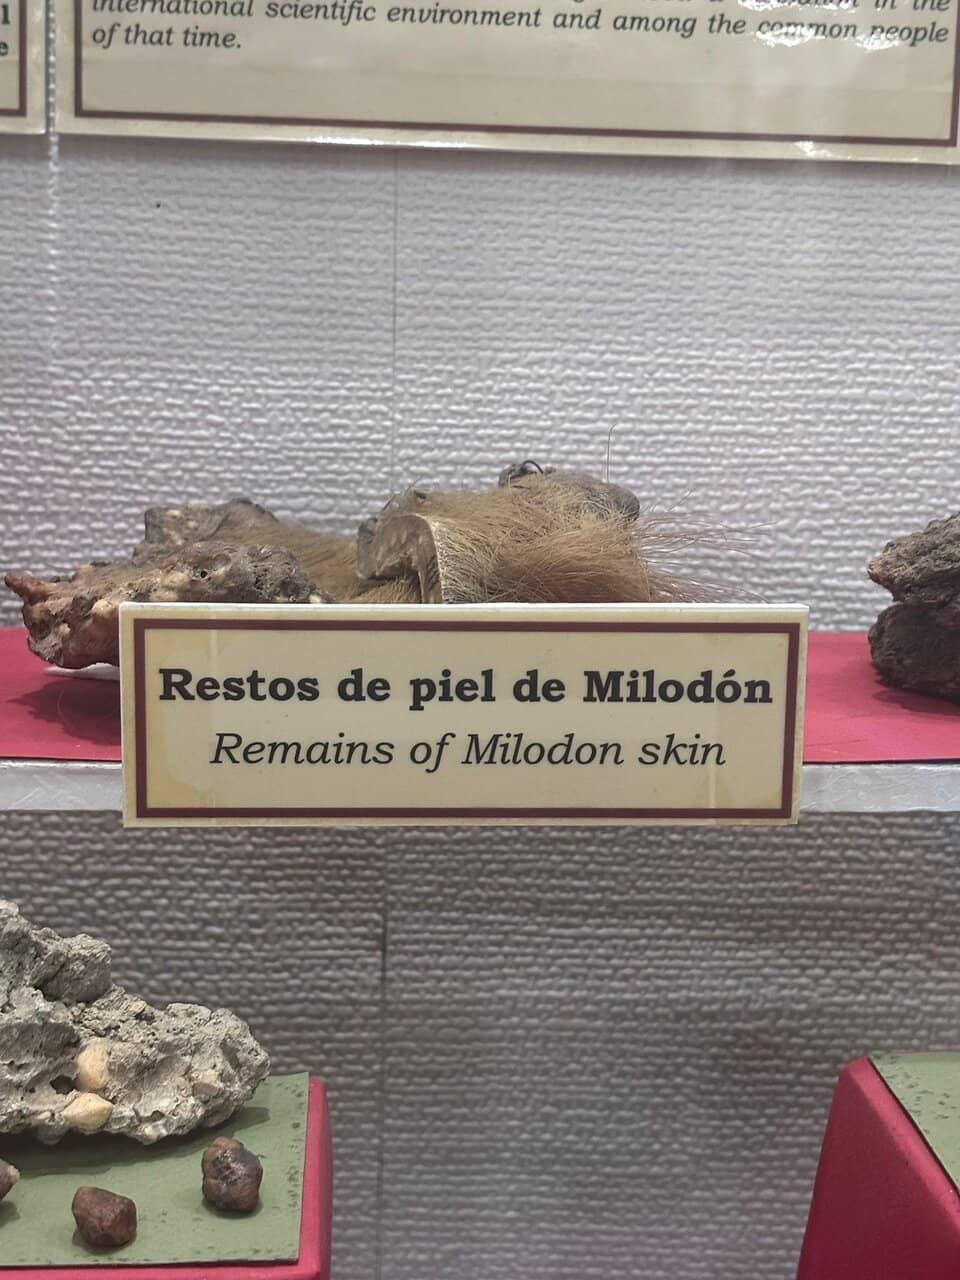 l
e
international scientific environment and among the common people
of that time.
Restos de piel de Milodón
Remains of Milodon skin